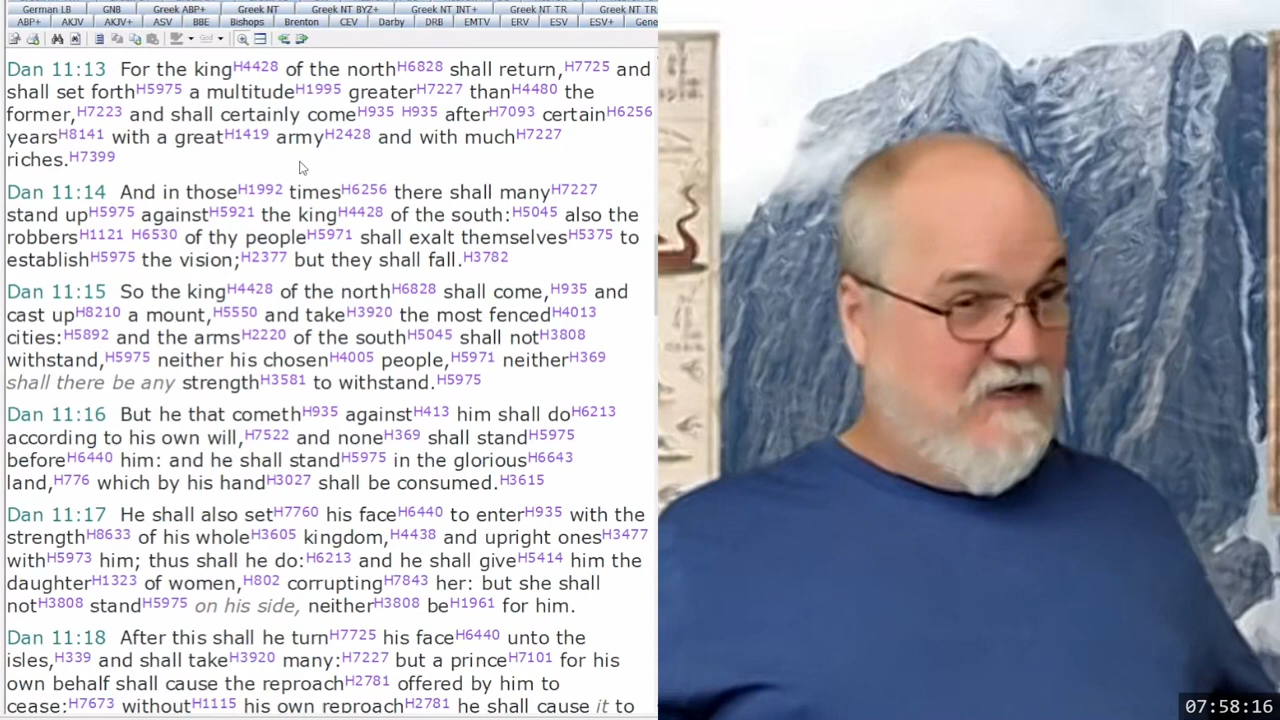 German LB GNB Greek ABP+ Greek NT Greek NT BYZ+ Greek NT INT+ Greek NT TR Greek NT TR
ABP+ AKJV AKJV+ ASV BBE Bishops Brenton CEV Darby DRB EMTV ERV ESV ESV+ Gene
Dan 11:13 For the kingH4428 of the northH6828 shall return,H7725 and
shall set forthH5975 a multitudeH1995 greaterH7227 thanH4480 the
former,H7223 and shall certainly comeH935 H935 afterH7093 certainH6256
yearsH8141 with a greatH1419 armyH2428 and with muchH7227
riches.H7399
Dan 11:14 And in thoseH1992 timesH6256 there shall manyH7227
stand upH5975 againstH5921 the kingH4428 of the south:H5045 also the
robbersH1121 H6530 of thy peopleH5971 shall exalt themselvesH5375 to
establishH5975 the vision;H2377 but they shall fall.H3782
Dan 11:15 So the kingH4428 of the northH6828 shall come,H935 and
cast upH8210 a mount,H5550 and takeH3920 the most fencedH4013
cities:H5892 and the armsH2220 of the southH5045 shall notH3808
withstand,H5975 neither his chosenH4005 people,H5971 neitherH369
shall there be any strengthH3581 to withstand.H5975
Dan 11:16 But he that comethH935 againstH413 him shall doH6213
according to his own will,H7522 and noneH369 shall standH5975
beforeH6440 him: and he shall standH5975 in the gloriousH6643
land,H776 which by his handH3027 shall be consumed.H3615
Dan 11:17 He shall also setH7760 his faceH6440 to enterH935 with the
strengthH8633 of his wholeH3605 kingdom,H4438 and upright onesH3477
withH5973 him; thus shall he do:H6213 and he shall giveH5414 him the
daughterH1323 of women,H802 corruptingH7843 her: but she shall
notH3808 standH5975 on his side, neitherH3808 beH1961 for him.
Dan 11:18 After this shall he turnH7725 his faceH6440 unto the
isles,H339 and shall takeH3920 many:H7227 but a princeH7101 for his
own behalf shall cause the reproachH2781 offered by him to
cease:H7673 withoutH1115 his own reproachH2781 he shall cause it to
07:58:16